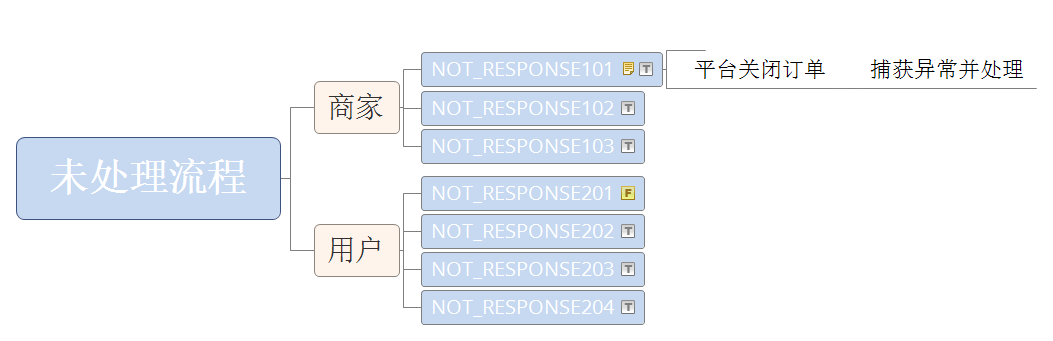 未处理流程
商家
NOT_RESPONSE101 T
平台关闭订单
捕获异常并处理
NOT_RESPONSE102 T
NOT_RESPONSE103 T
用户
NOT_RESPONSE201 F
NOT_RESPONSE202 T
NOT_RESPONSE203 T
NOT_RESPONSE204 T